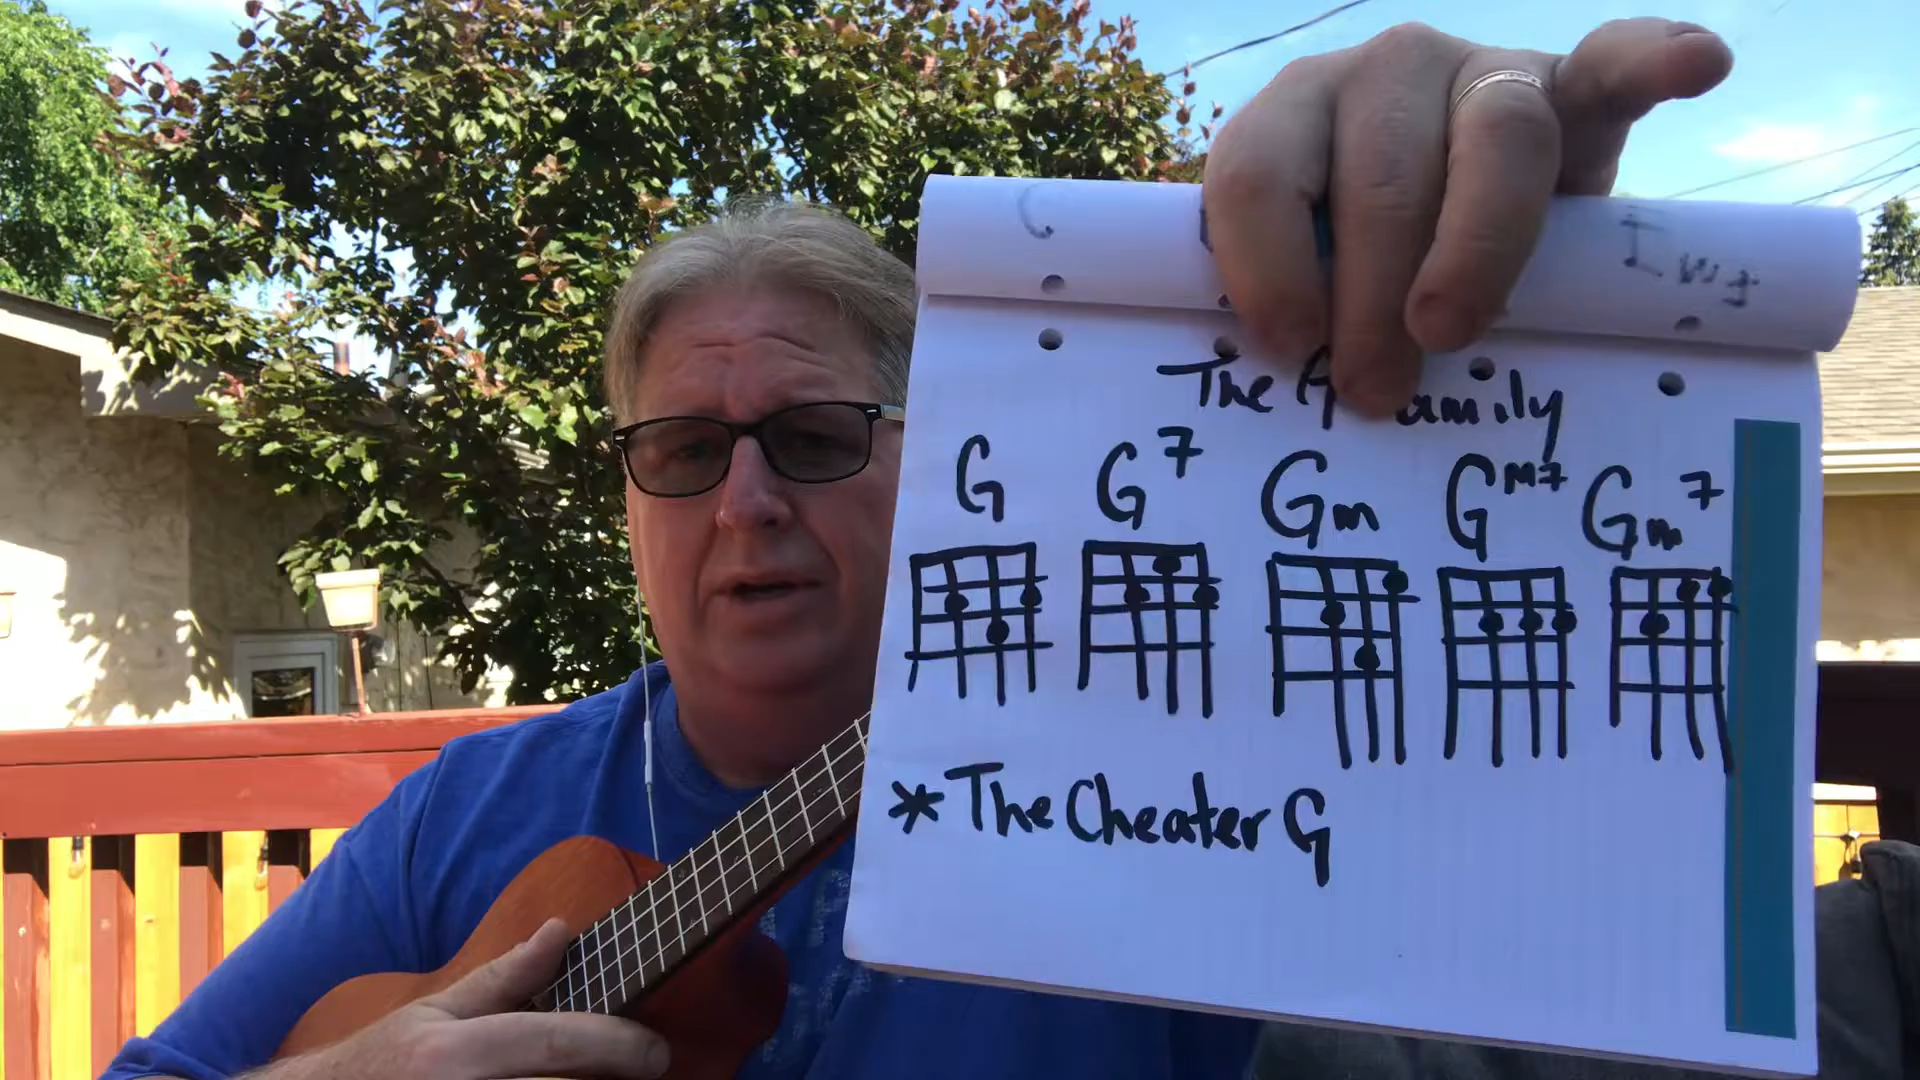 The G amily
G G7 Gm GM7 Gm7
* The Cheater G